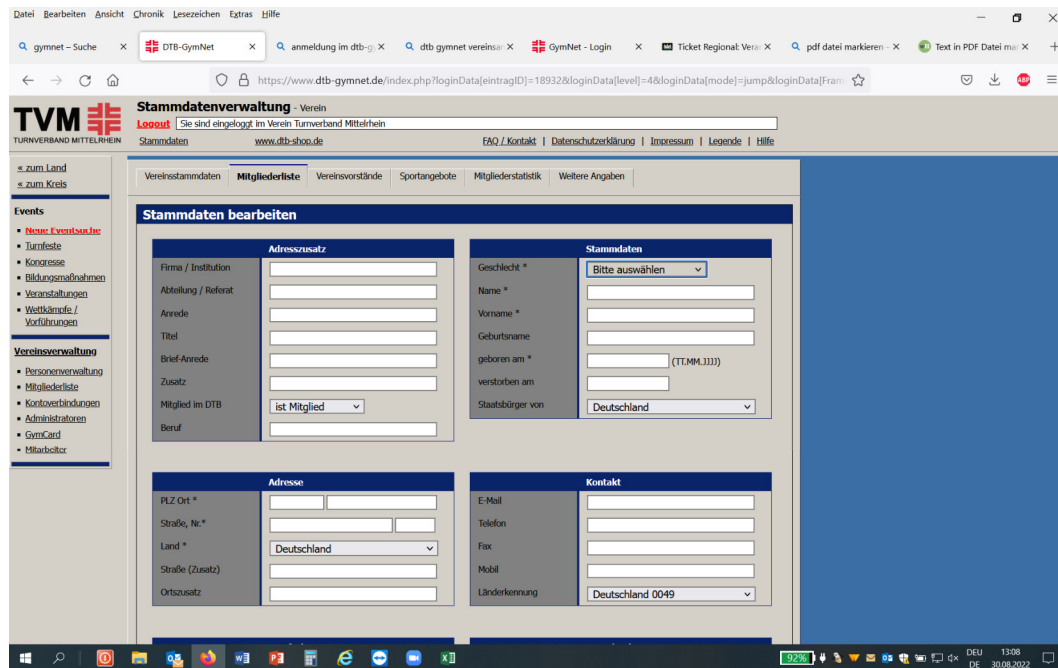 Datei Bearbeiten Ansicht Chronik Lesezeichen Extras Hilfe
gymnet – Suche
DTB-GymNet
anmeldung im dtb-g
dtb gymnet vereinsan
GymNet - Login
Ticket Regional: Vera
pdf datei markieren -
Text in PDF Datei mar
https://www.dtb-gymnet.de/index.php?loginData[eintragID]=18932&loginData[level]=4&loginData[mode]=jump&loginData[Fram
ABP
TVM
TURNVERBAND MITTELRHEIN
Stammdatenverwaltung - Verein
Logout Sie sind eingeloggt im Verein Turnverband Mittelrhein
Stammdaten www.dtb-shop.de FAQ / Kontakt | Datenschutzerklärung | Impressum | Legende | Hilfe
« zum Land
« zum Kreis
Events
Neue Eventsuche
Turnfeste
Kongresse
Bildungsmaßnahmen
Veranstaltungen
Wettkämpfe /
Vorführungen
Vereinsverwaltung
Personenverwaltung
Mitgliederliste
Kontoverbindungen
Administratoren
GymCard
Mitarbeiter
Vereinsstammdaten Mitgliederliste Vereinsvorstände Sportangebote Mitgliederstatistik Weitere Angaben
Stammdaten bearbeiten
Adresszusatz
Firma / Institution
Abteilung / Referat
Anrede
Titel
Brief-Anrede
Zusatz
Mitglied im DTB ist Mitglied
Beruf
Stammdaten
Geschlecht * Bitte auswählen
Name *
Vorname *
Geburtsname
geboren am * (TT.MM.JJJJ)
verstorben am
Staatsbürger von Deutschland
Adresse
PLZ Ort *
Straße, Nr.*
Land * Deutschland
Straße (Zusatz)
Ortszusatz
Kontakt
E-Mail
Telefon
Fax
Mobil
Länderkennung Deutschland 0049
92%
DEU 13:08
DE 30.08.2022